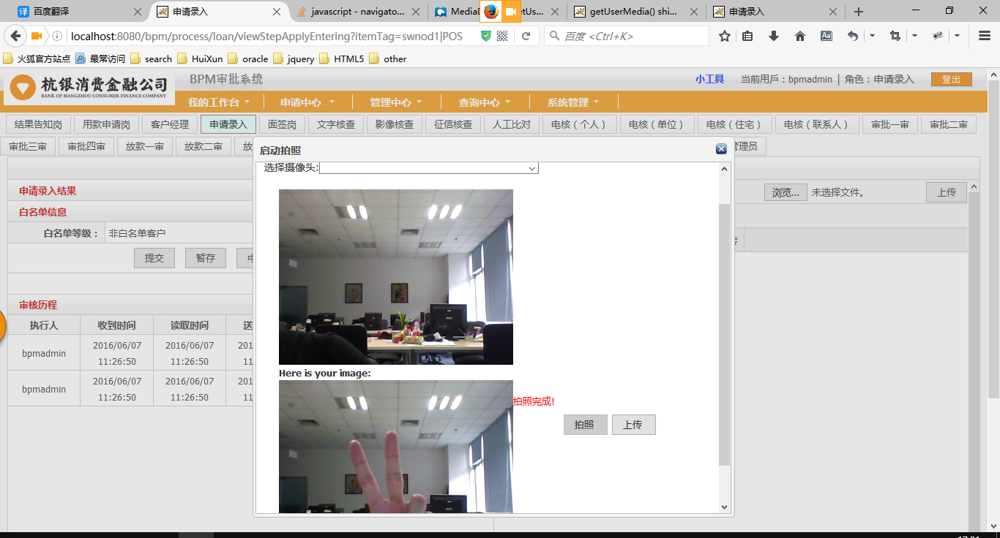 百度翻译
申请录入
javascript - navigato...
MediaD
etUs...
getUserMedia() shi...
申请录入
localhost:8080/bpm/process/loan/viewStepApplyEntering?itemTag=swnod1|POS
百度 <Ctrl+K>
火狐官方站点 最常访问 search HuiXun oracle jquery HTML5 other
杭银消费金融公司
BANK OF HANGZHOU CONSUMER FINANCE COMPANY
BPM审批系统
小工具 当前用戶：bpmadmin | 角色：申请录入 登出
我的工作台 申请中心 管理中心 查询中心 系统管理
结果告知岗 用款申请岗 客户经理 申请录入 面签岗 文字核查 影像核查 征信核查 人工比对 电核（个人） 电核（单位） 电核（住宅） 电核（联系人） 审批一审 审批二审
审批三审 审批四审 放款一审 放款二审 放 管理员
启动拍照
选择摄像头:
申请录入结果
浏览... 未选择文件。 上传
白名单信息
白名单等级： 非白名单客户
提交 暂存
审核历程
执行人 收到时间 读取时间 送
bpmadmin 2016/06/07 11:26:50 2016/06/07 11:26:50 201 11
bpmadmin 2016/06/07 11:26:50 2016/06/07 11:26:50 201 11
Here is your image:
拍照完成!
拍照 上传